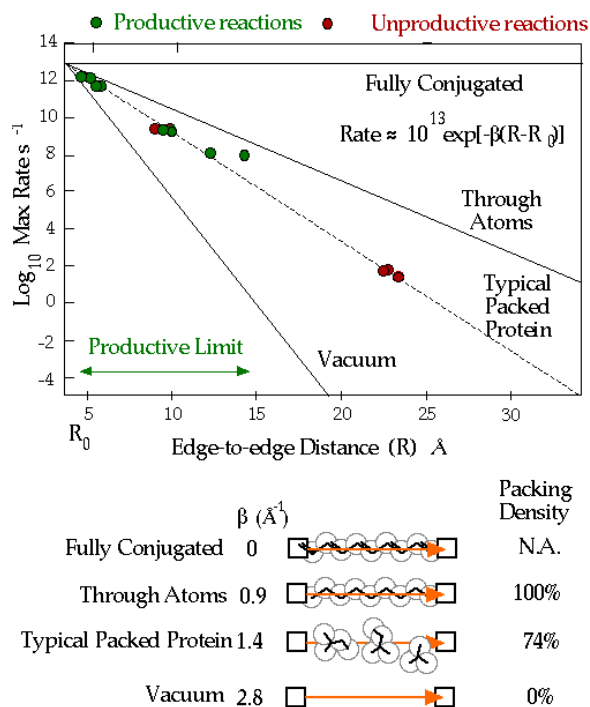 Productive reactions Unproductive reactions
14
12
10
8
6
4
2
0
-2
-4
Log10 Max Rate s -1
Fully Conjugated
Rate ≈ 10 13 exp[-β(R-R 0)]
Through
Atoms
Typical
Packed
Protein
Vacuum
Productive Limit
5 10 15 20 25 30
R0
Edge-to-edge Distance (R) Å
β (Å-1) Packing
Density
Fully Conjugated 0 N.A.
Through Atoms 0.9 100%
Typical Packed Protein 1.4 74%
Vacuum 2.8 0%